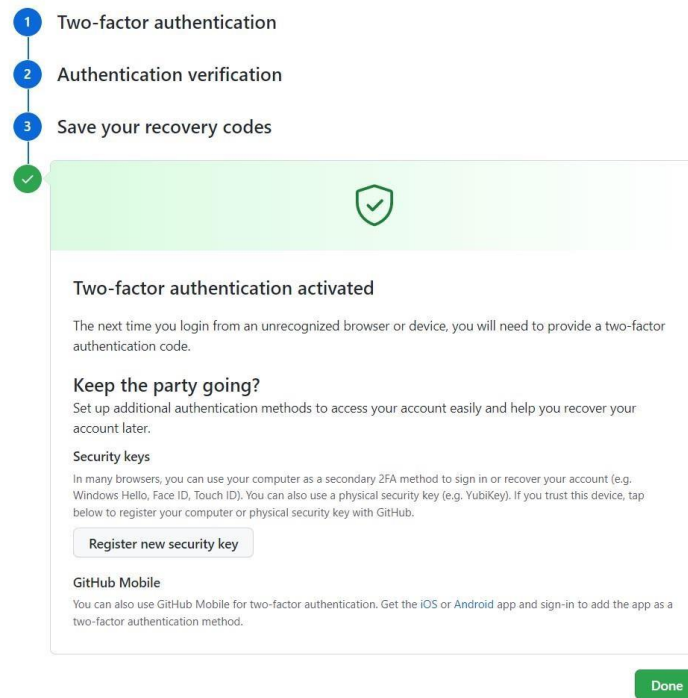 1 Two-factor authentication
2 Authentication verification
3 Save your recovery codes
Two-factor authentication activated
The next time you login from an unrecognized browser or device, you will need to provide a two-factor
authentication code.
Keep the party going?
Set up additional authentication methods to access your account easily and help you recover your
account later.
Security keys
In many browsers, you can use your computer as a secondary 2FA method to sign in or recover your account (e.g.
Windows Hello, Face ID, Touch ID). You can also use a physical security key (e.g. YubiKey). If you trust this device, tap
below to register your computer or physical security key with GitHub.
Register new security key
GitHub Mobile
You can also use GitHub Mobile for two-factor authentication. Get the iOS or Android app and sign-in to add the app as a
two-factor authentication method.
Done